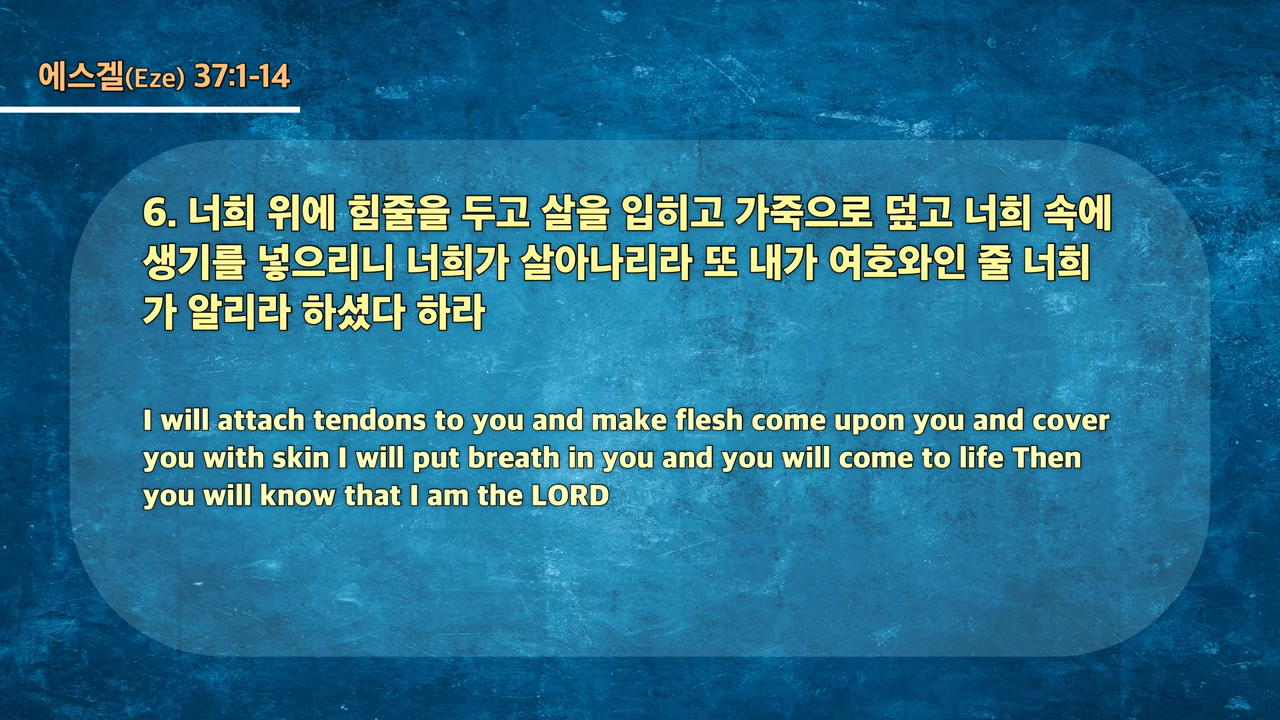 에스겔(Eze) 37:1-14
6. 너희 위에 힘줄을 두고 살을 입히고 가죽으로 덮고 너희 속에
생기를 넣으리니 너희가 살아나리라 또 내가 여호와인 줄 너희
가 알리라 하셨다 하라
I will attach tendons to you and make flesh come upon you and cover
you with skin I will put breath in you and you will come to life Then
you will know that I am the LORD